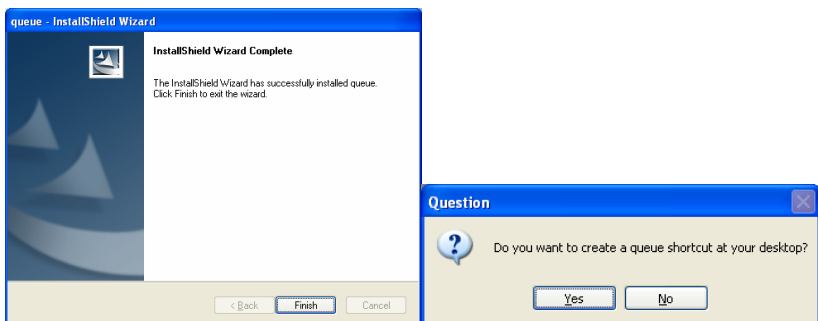 queue - InstallShield Wizard
InstallShield Wizard Complete
The InstallShield Wizard has successfully installed queue.
Click Finish to exit the wizard.
< Back
Finish
Cancel
Question
Do you want to create a queue shortcut at your desktop?
Yes
No